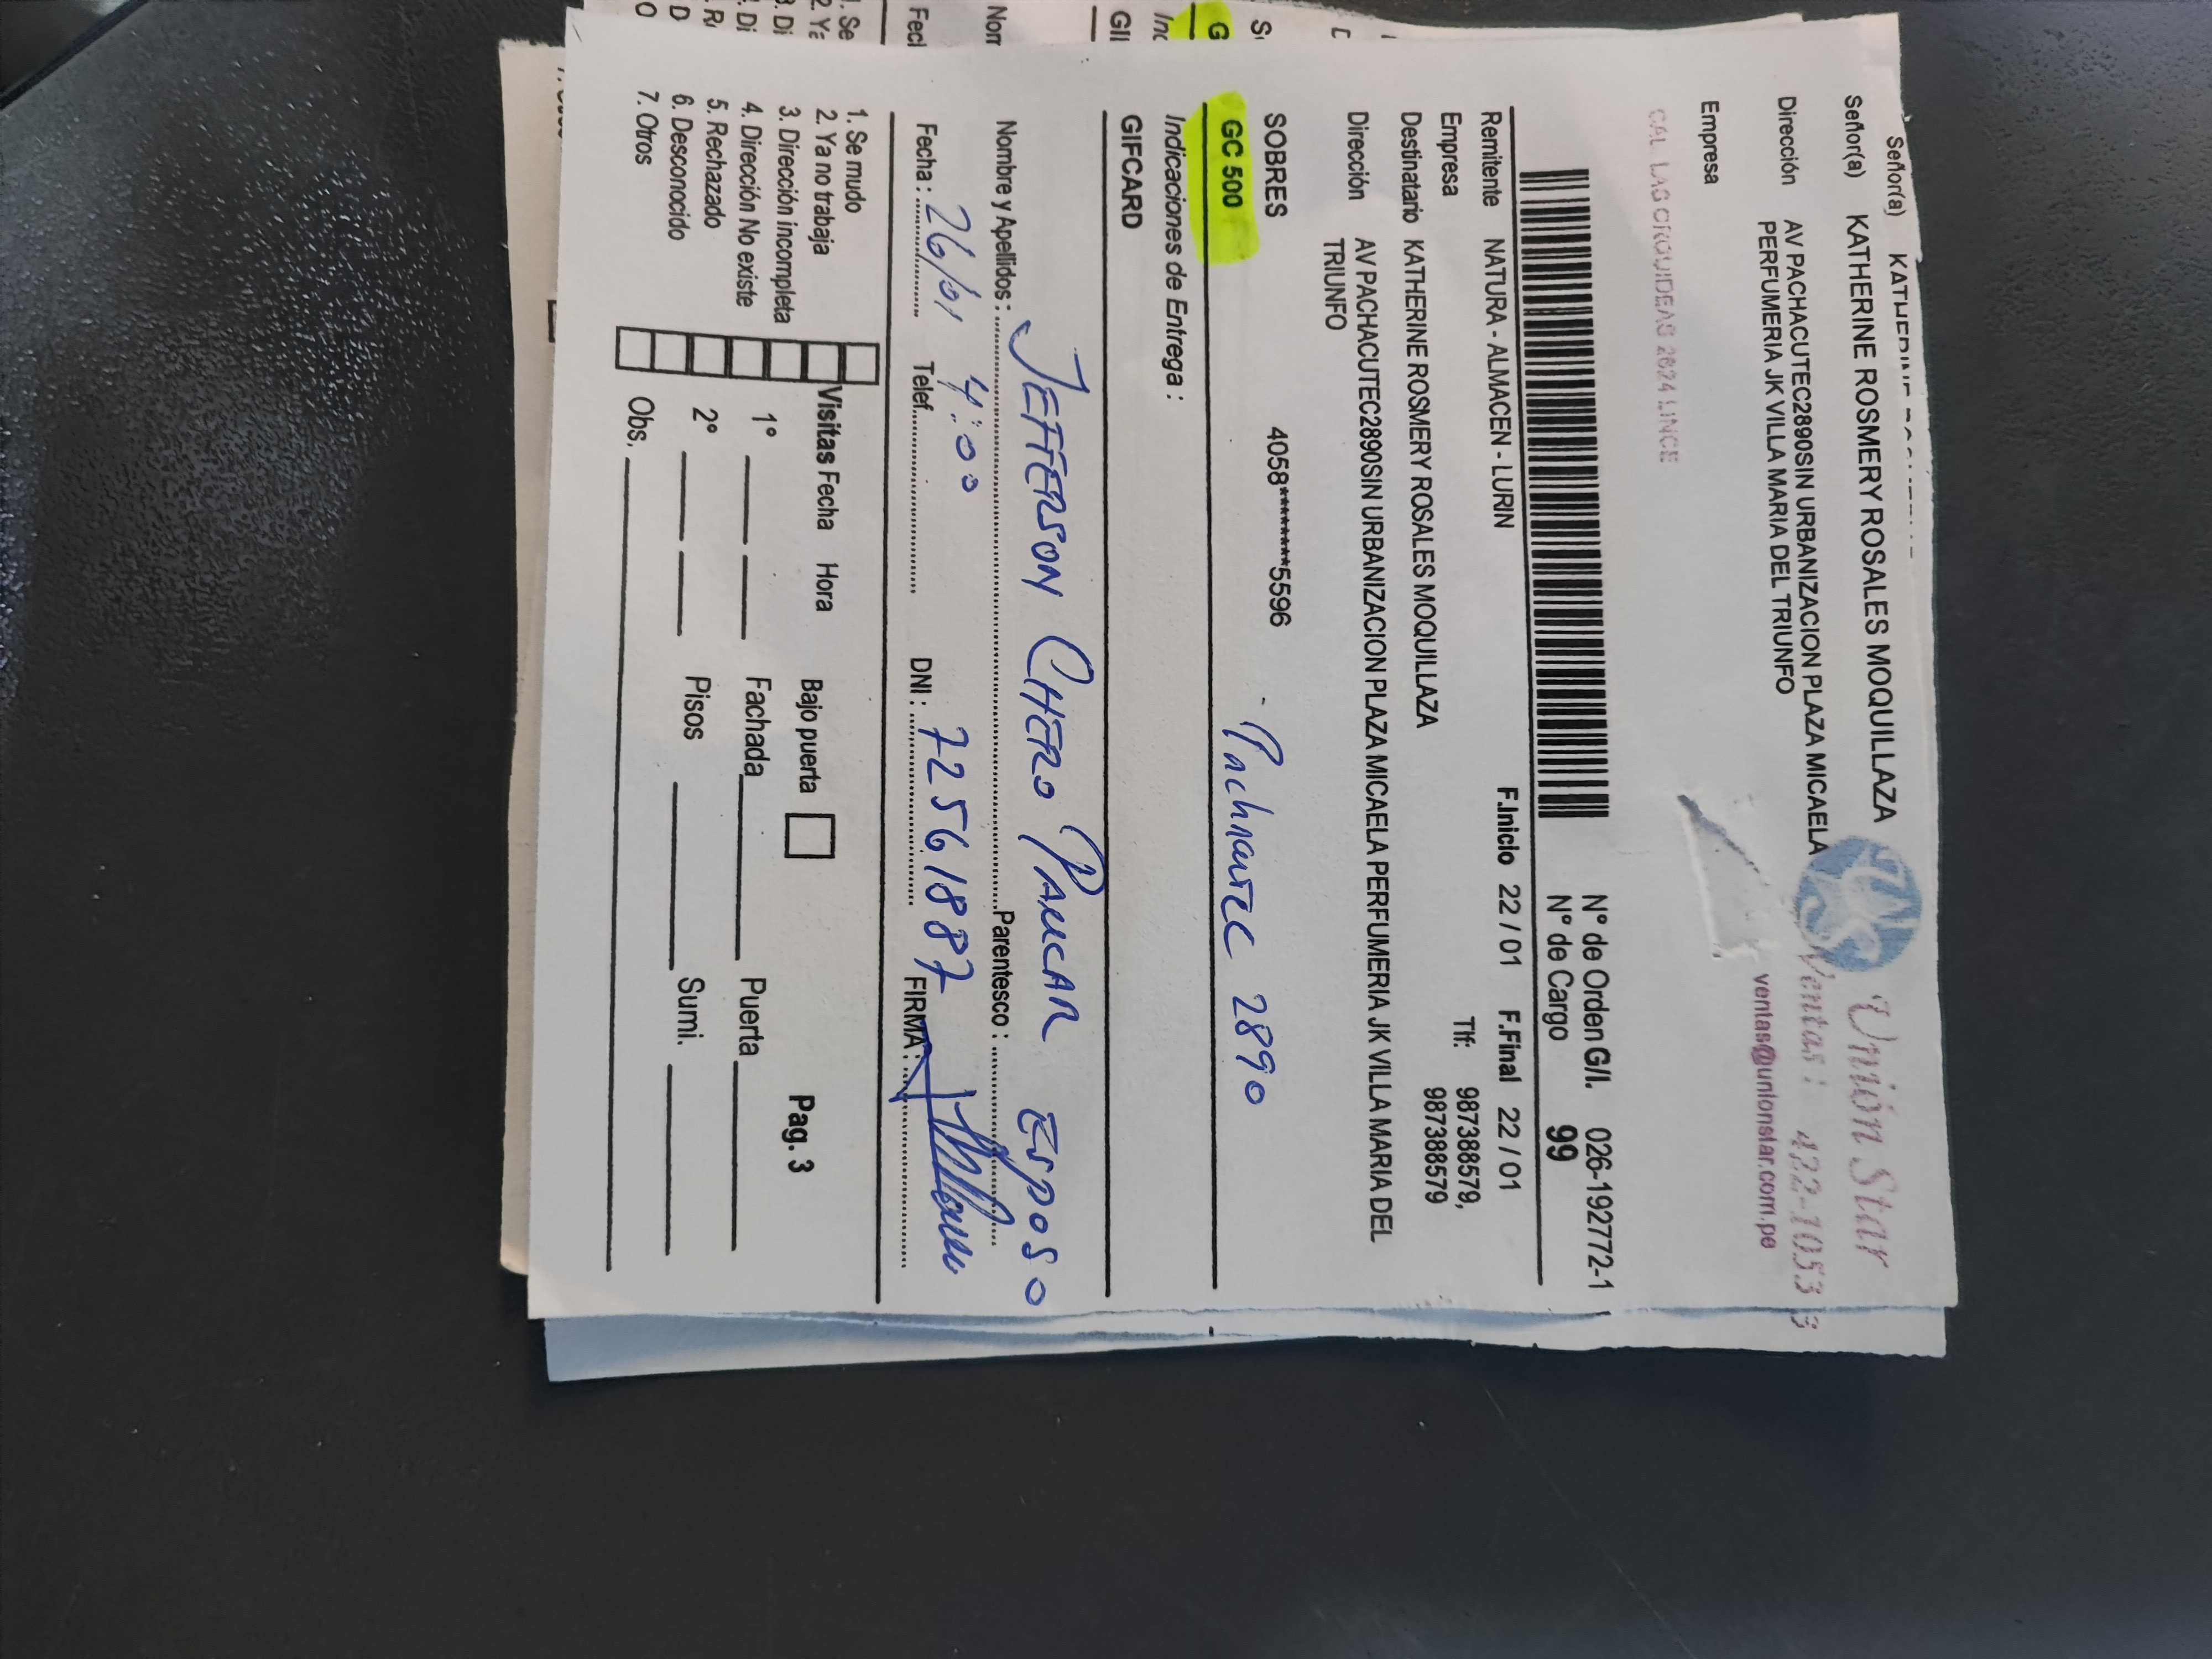 Señor(a)
Señor(a) KATHERINE ROSMERY ROSALES MOQUILLAZA
Dirección AV PACHACUTEC2890SIN URBANIZACION PLAZA MICAELA
PERFUMERIA JK VILLA MARIA DEL TRIUNFO
Empresa
Unión Star
Ventas: 422-1053
ventas@unionstar.com.pe
CAL. LAS ORQUIDEAS 2624 LINCE
N° de Orden G/I. 026-192772-1
N° de Cargo 99
F.Inicio 22 / 01 F.Final 22 / 01
Remitente NATURA - ALMACEN - LURIN
Empresa Tlf: 987388579,
Destinatario KATHERINE ROSMERY ROSALES MOQUILLAZA 987388579
Dirección AV PACHACUTEC2890SIN URBANIZACION PLAZA MICAELA PERFUMERIA JK VILLA MARIA DEL
TRIUNFO
SOBRES 4058********5596
GC 500 - Pachacutec 2890
Indicaciones de Entrega :
GIFCARD
JEFFERSON CHERO PAUCAR ESPOSO
Nombre y Apellidos : Parentesco :
26/01 4:00 72561887
Fecha : Telef. DNI : FIRMA :
1. Se mudo
2. Ya no trabaja
3. Dirección incompleta
4. Dirección No existe
5. Rechazado
6. Desconocido
7. Otros
Visitas Fecha Hora Bajo puerta Pag. 3
1° Fachada Puerta
2° Pisos Sumi.
Obs.